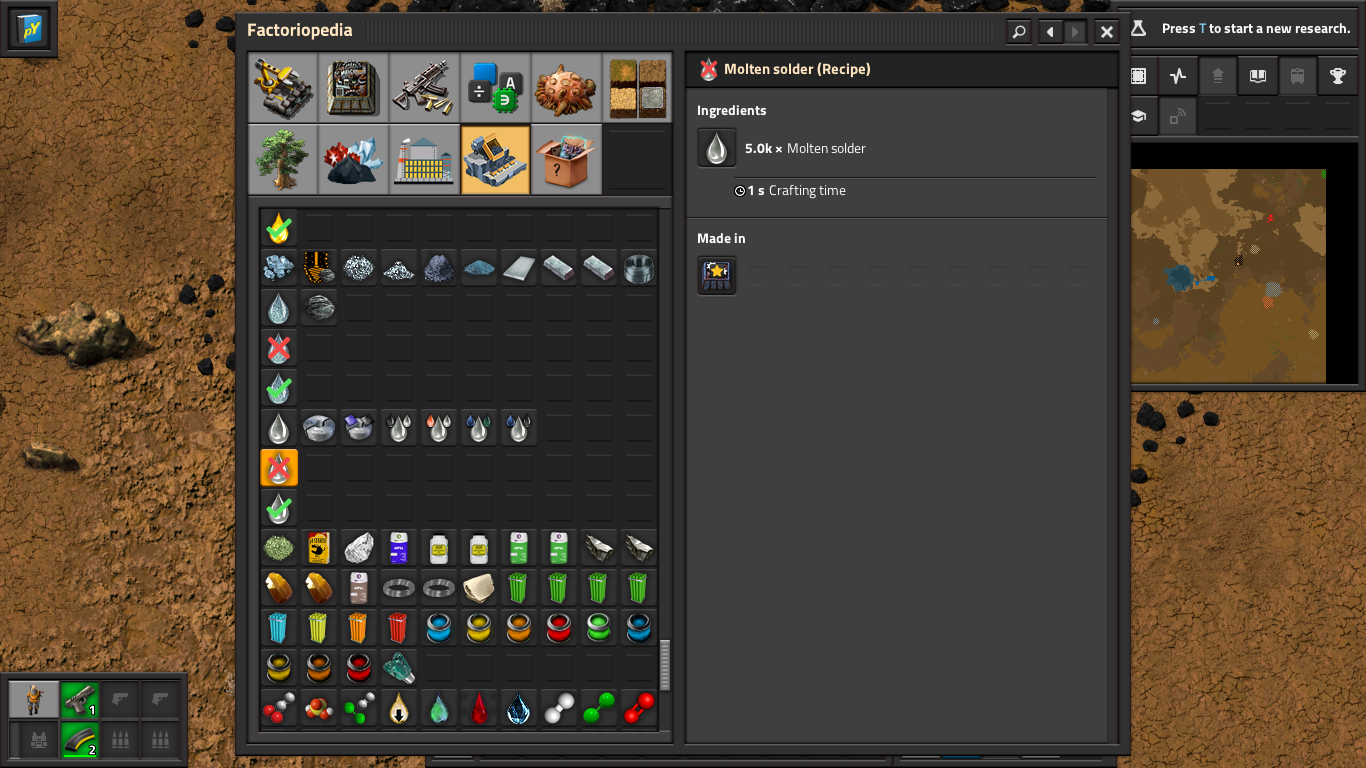 pY
Factoriopedia
Press T to start a new research.
A
Molten solder (Recipe)
Ingredients
5.0k × Molten solder
1 s Crafting time
?
Made in
1
2